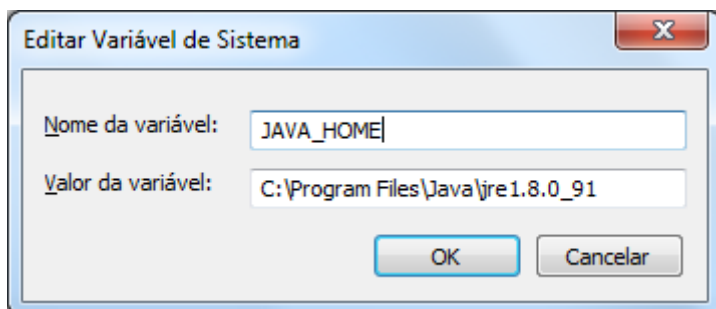 Editar Variável de Sistema
Nome da variável: JAVA_HOME
Valor da variável: C:\Program Files\Java\jre1.8.0_91
OK Cancelar